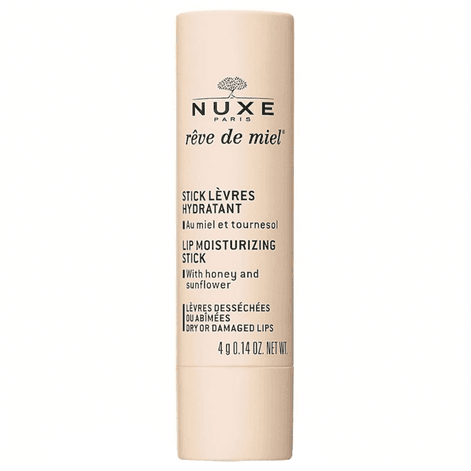 NUXE
PARIS
rêve de miel®
STICK LÈVRES
HYDRATANT
Au miel et tournesol
LIP MOISTURIZING
STICK
With honey and
sunflower
LÈVRES DESSÉCHÉES
OU ABÎMÉES
DRY OR DAMAGED LIPS
4 g 0.14 OZ. NET WT.